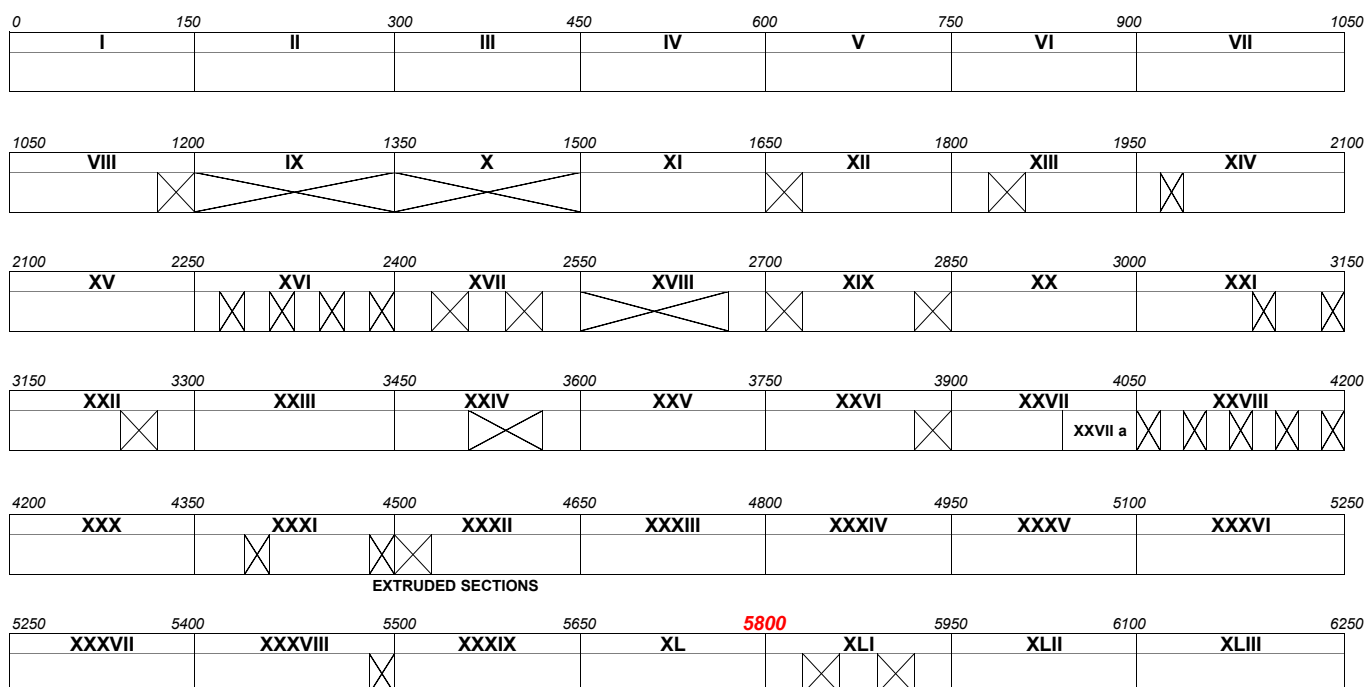 0 150 300 450 600 750 900 1050
I II III IV V VI VII
1050 1200 1350 1500 1650 1800 1950 2100
VIII IX X XI XII XIII XIV
2100 2250 2400 2550 2700 2850 3000 3150
XV XVI XVII XVIII XIX XX XXI
3150 3300 3450 3600 3750 3900 4050 4200
XXII XXIII XXIV XXV XXVI XXVII XXVIII
XXVII a
4200 4350 4500 4650 4800 4950 5100 5250
XXX XXXI XXXII XXXIII XXXIV XXXV XXXVI
EXTRUDED SECTIONS
5250 5400 5500 5650 5800 5950 6100 6250
XXXVII XXXVIII XXXIX XL XLI XLII XLIII